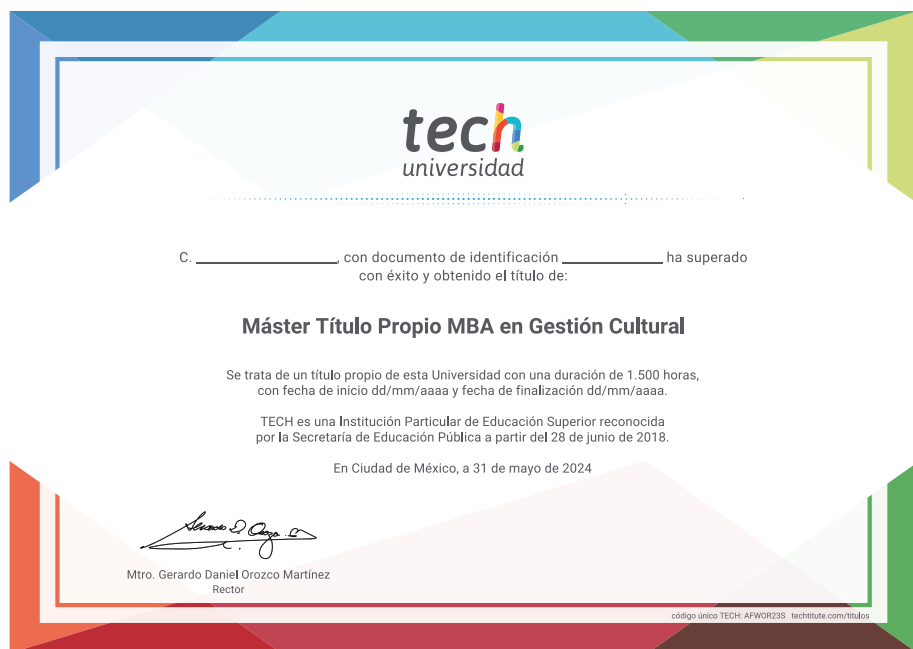 tech
universidad
C. ____________, con documento de identificación ____________ ha superado
con éxito y obtenido el título de:
Máster Título Propio MBA en Gestión Cultural
Se trata de un título propio de esta Universidad con una duración de 1.500 horas,
con fecha de inicio dd/mm/aaaa y fecha de finalización dd/mm/aaaa.
TECH es una Institución Particular de Educación Superior reconocida
por la Secretaría de Educación Pública a partir del 28 de junio de 2018.
En Ciudad de México, a 31 de mayo de 2024
Mtro. Gerardo Daniel Orozco Martínez
Rector
código único TECH: AFWOR23S techtitute.com/titulos